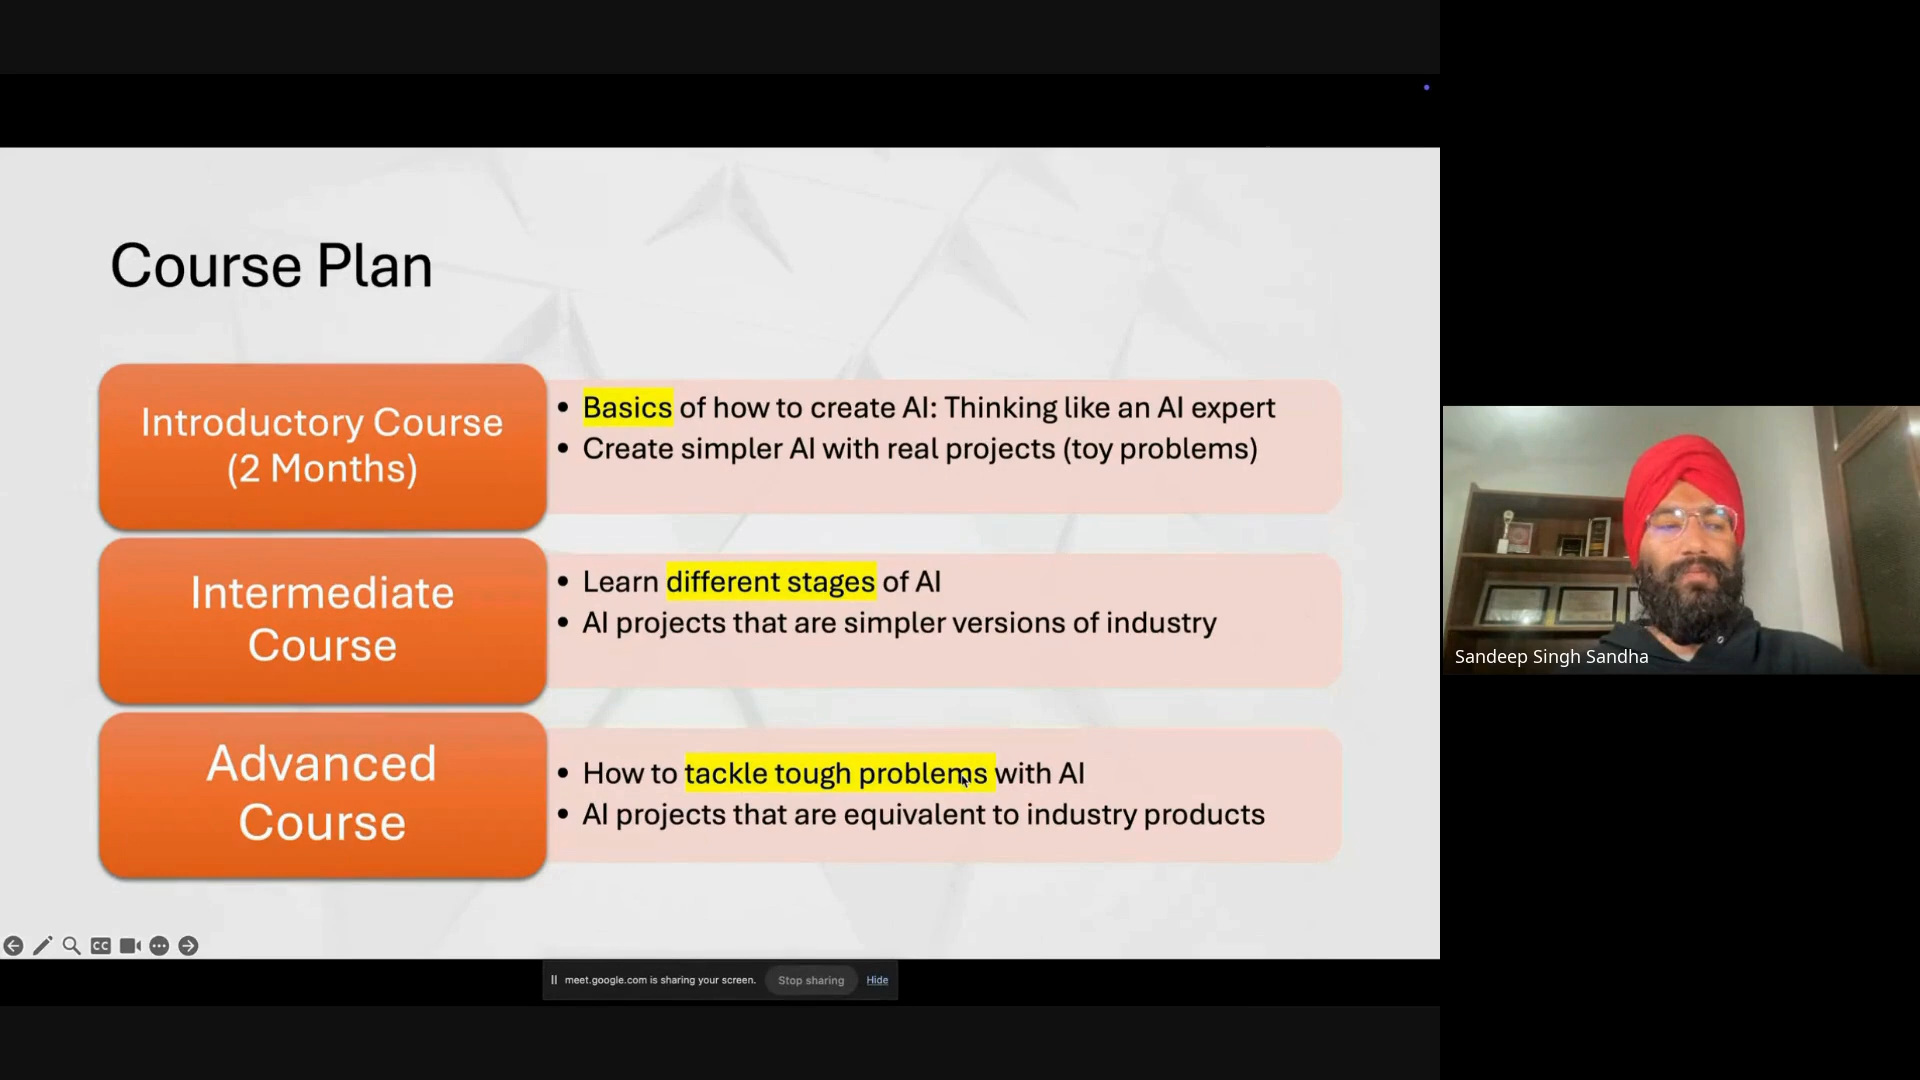 Course Plan
Introductory Course
(2 Months)
• Basics of how to create AI: Thinking like an AI expert
• Create simpler AI with real projects (toy problems)
Intermediate
Course
• Learn different stages of AI
• AI projects that are simpler versions of industry
Advanced
Course
• How to tackle tough problems with AI
• AI projects that are equivalent to industry products
Sandeep Singh Sandha
CC
meet.google.com is sharing your screen.
Stop sharing
Hide